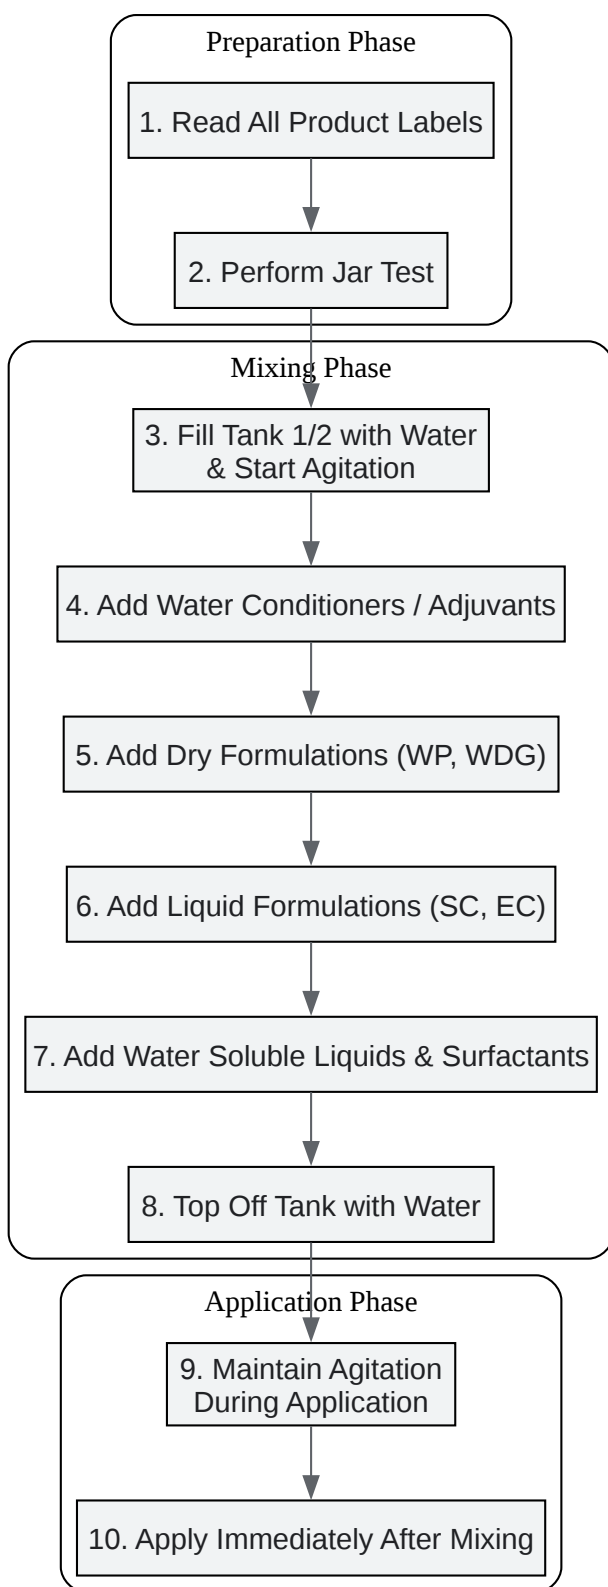 Preparation Phase
1. Read All Product Labels
2. Perform Jar Test
Mixing Phase
3. Fill Tank 1/2 with Water
& Start Agitation
4. Add Water Conditioners / Adjuvants
5. Add Dry Formulations (WP, WDG)
6. Add Liquid Formulations (SC, EC)
7. Add Water Soluble Liquids & Surfactants
8. Top Off Tank with Water
Application Phase
9. Maintain Agitation
During Application
10. Apply Immediately After Mixing